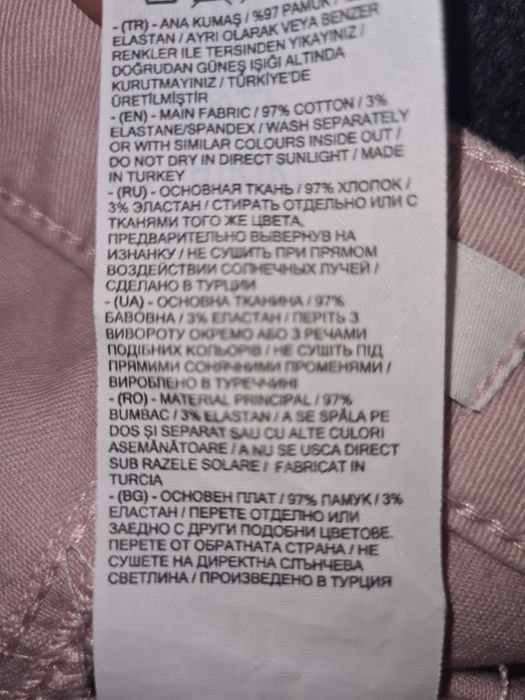 - (TR) - ANA KUMAŞ / %97 PAMUK /
ELASTAN / AYRI OLARAK VEYA BENZER
RENKLER ILE TERSINDEN YIKAYINIZ /
DOĞRUDAN GÜNEŞ IŞIĞI ALTINDA
KURUTMAYINIZ / TÜRKİYE'DE
ÜRETİLMİŞTİR
- (EN) - MAIN FABRIC / 97% COTTON / 3%
ELASTANE/SPANDEX / WASH SEPARATELY
OR WITH SIMILAR COLOURS INSIDE OUT /
DO NOT DRY IN DIRECT SUNLIGHT / MADE
IN TURKEY
- (RU) - ОСНОВНАЯ ТКАНЬ / 97% ХЛОПОК /
3% ЭЛАСТАН / СТИРАТЬ ОТДЕЛЬНО ИЛИ С
ТКАНЯМИ ТОГО ЖЕ ЦВЕТА,
ПРЕДВАРИТЕЛЬНО ВЫВЕРНУВ НА
ИЗНАНКУ / НЕ СУШИТЬ ПРИ ПРЯМОМ
ВОЗДЕЙСТВИИ СОЛНЕЧНЫХ ЛУЧЕЙ /
СДЕЛАНО В ТУРЦИИ
- (UA) - ОСНОВНА ТКАНИНА / 97%
БАВОВНА / 3% ЕЛАСТАН / ПЕРІТЬ З
ВИВОРОТУ ОКРЕМО АБО З РЕЧАМИ
ПОДІБНИХ КОЛЬОРІВ / НЕ СУШІТЬ ПІД
ПРЯМИМИ СОНЯЧНИМИ ПРОМЕНЯМИ /
ВИРОБЛЕНО В ТУРЕЧЧИНІ
- (RO) - MATERIAL PRINCIPAL / 97%
BUMBAC / 3% ELASTAN / A SE SPĂLA PE
DOS ȘI SEPARAT SAU CU ALTE CULORI
ASEMĂNĂTOARE / A NU SE USCA DIRECT
SUB RAZELE SOLARE / FABRICAT IN
TURCIA
- (BG) - ОСНОВЕН ПЛАТ / 97% ПАМУК / 3%
ЕЛАСТАН / ПЕРЕТЕ ОТДЕЛНО ИЛИ
ЗАЕДНО С ДРУГИ ПОДОБНИ ЦВЕТОВЕ.
ПЕРЕТЕ ОТ ОБРАТНАТА СТРАНА / НЕ
СУШЕТЕ НА ДИРЕКТНА СЛЪНЧЕВА
СВЕТЛИНА / ПРОИЗВЕДЕНО В ТУРЦИЯ